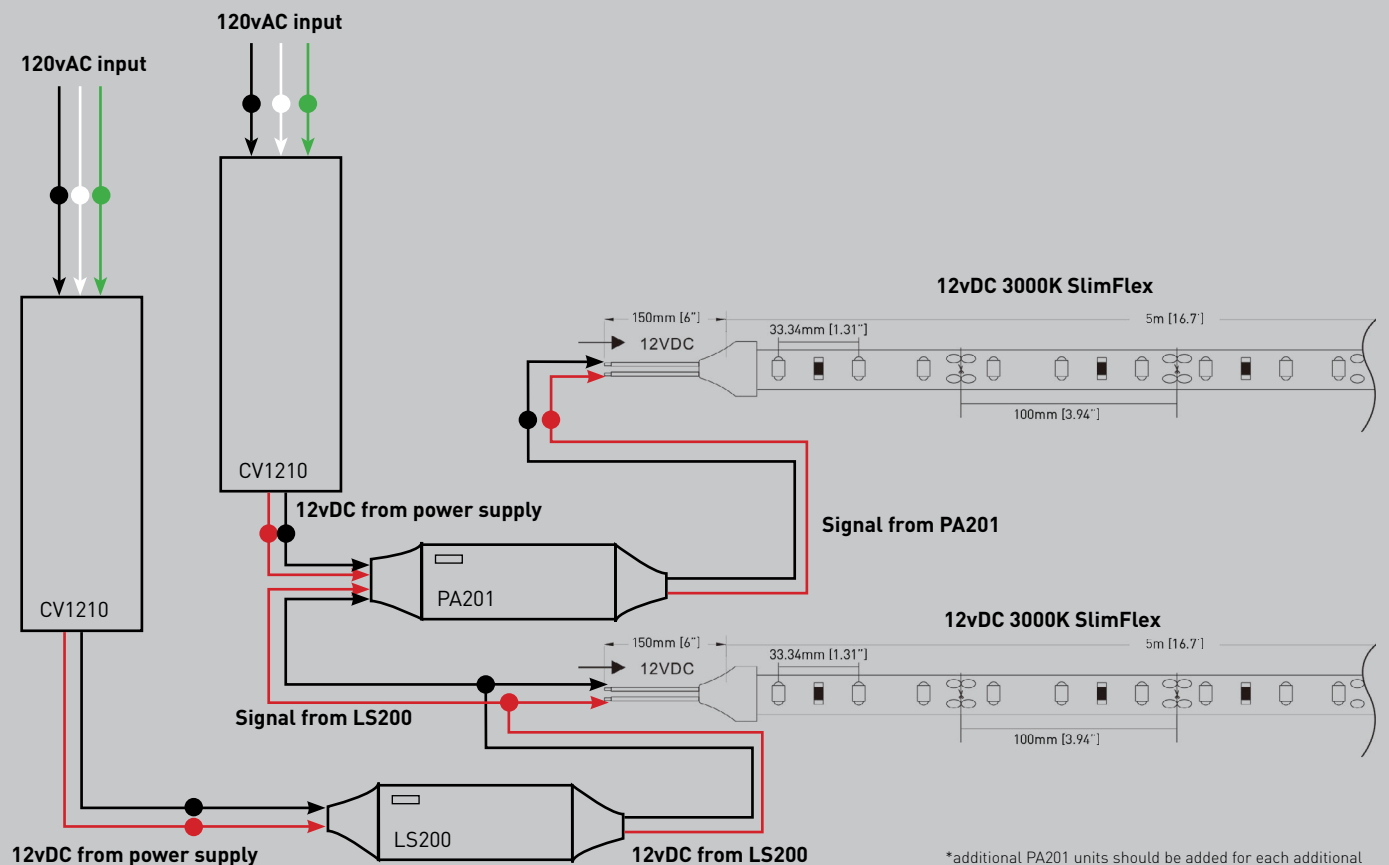 120vAC input
120vAC input
12vDC 3000K SlimFlex
150mm [6"]
5m [16.7']
33.34mm [1.31"]
12VDC
100mm [3.94"]
CV1210
12vDC from power supply
Signal from PA201
PA201
CV1210
12vDC 3000K SlimFlex
150mm [6"]
5m [16.7']
33.34mm [1.31"]
12VDC
Signal from LS200
100mm [3.94"]
LS200
12vDC from power supply
12vDC from LS200
*additional PA201 units should be added for each additional